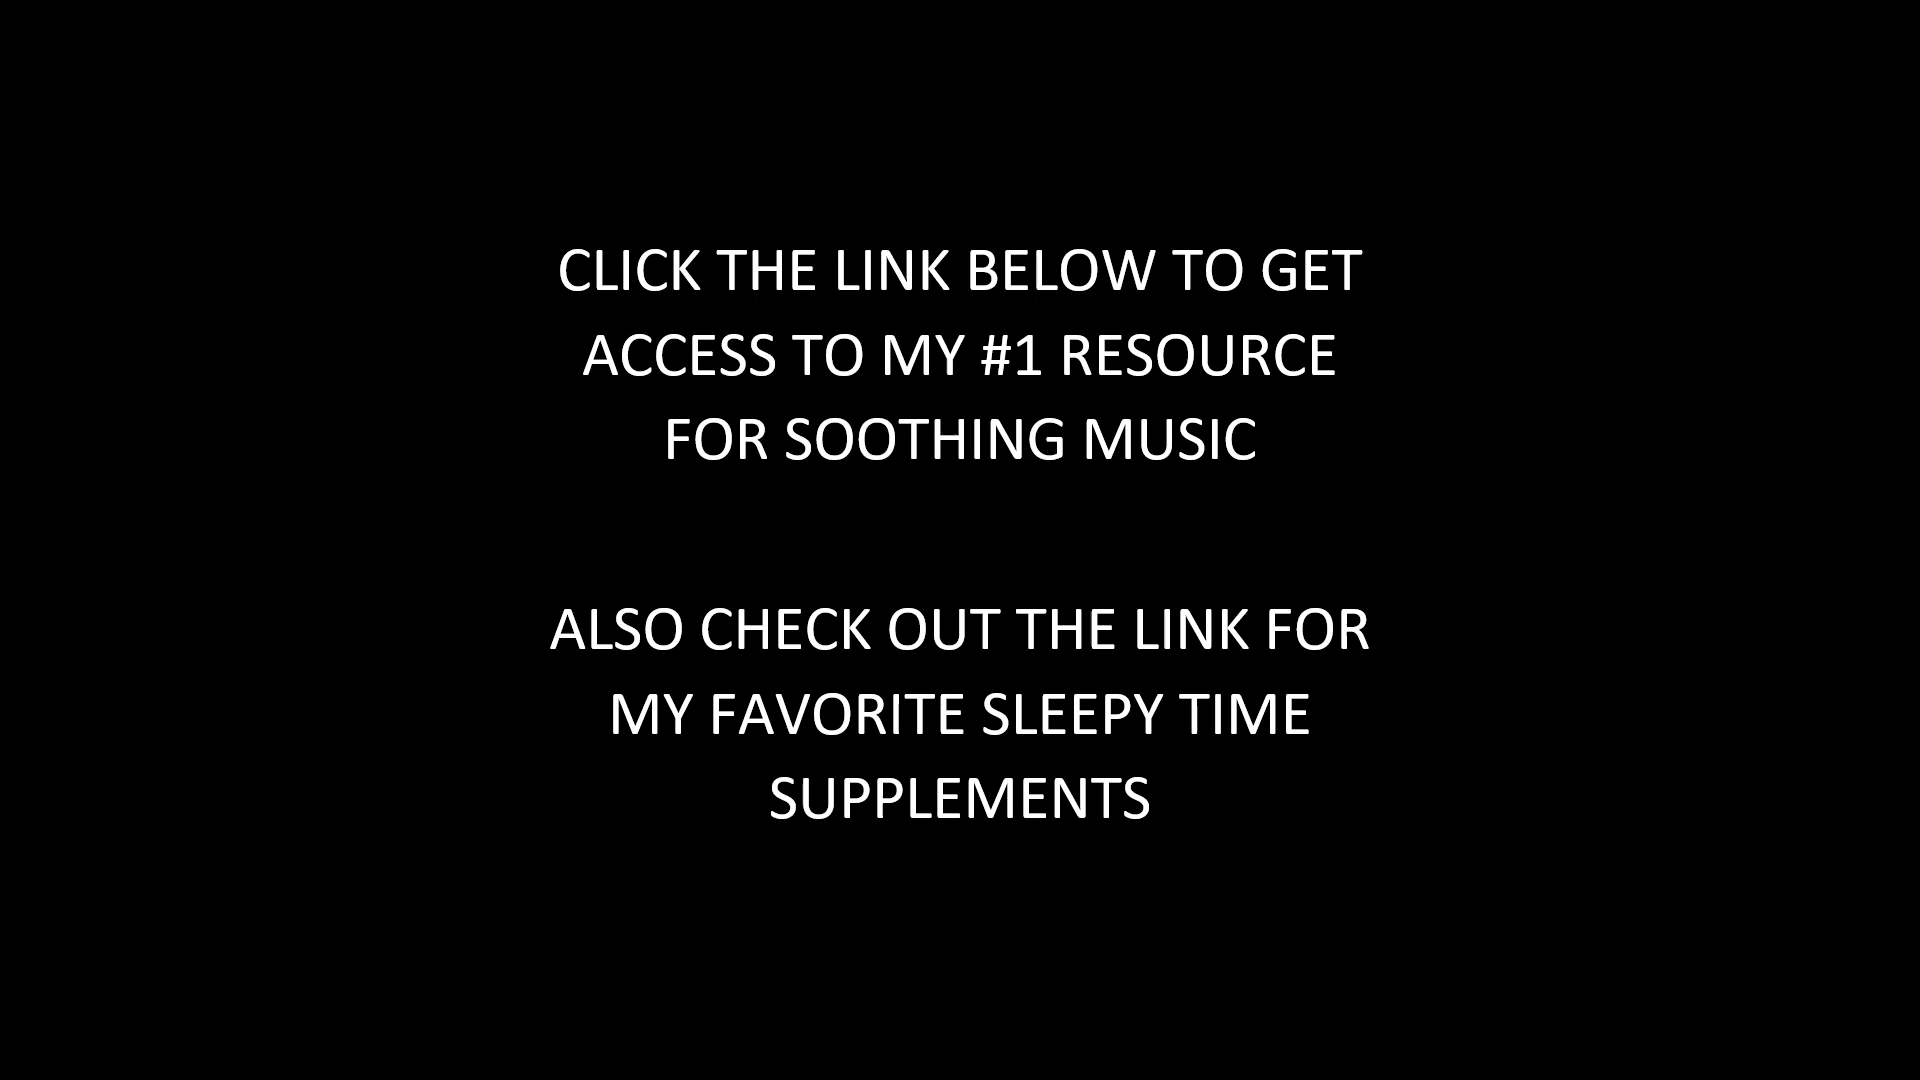 CLICK THE LINK BELOW TO GET
ACCESS TO MY #1 RESOURCE
FOR SOOTHING MUSIC
ALSO CHECK OUT THE LINK FOR
MY FAVORITE SLEEPY TIME
SUPPLEMENTS